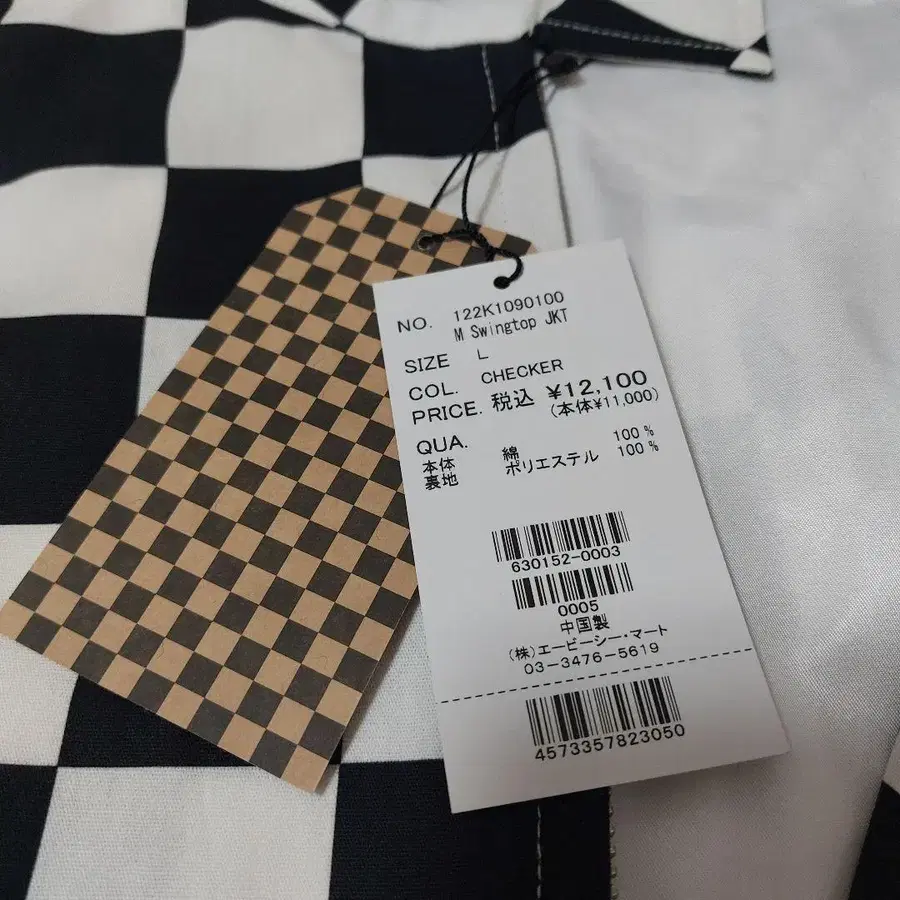 NO. 122K1090100
M Swingtop JKT
SIZE L
COL. CHECKER
PRICE. 税込 ¥12,100
(本体¥11,000)
QUA.
本体 綿 100 %
裏地 ポリエステル 100 %
630152-0003
0005
中国製
(株)エービーシー・マート
03-3476-5619
4573357823050